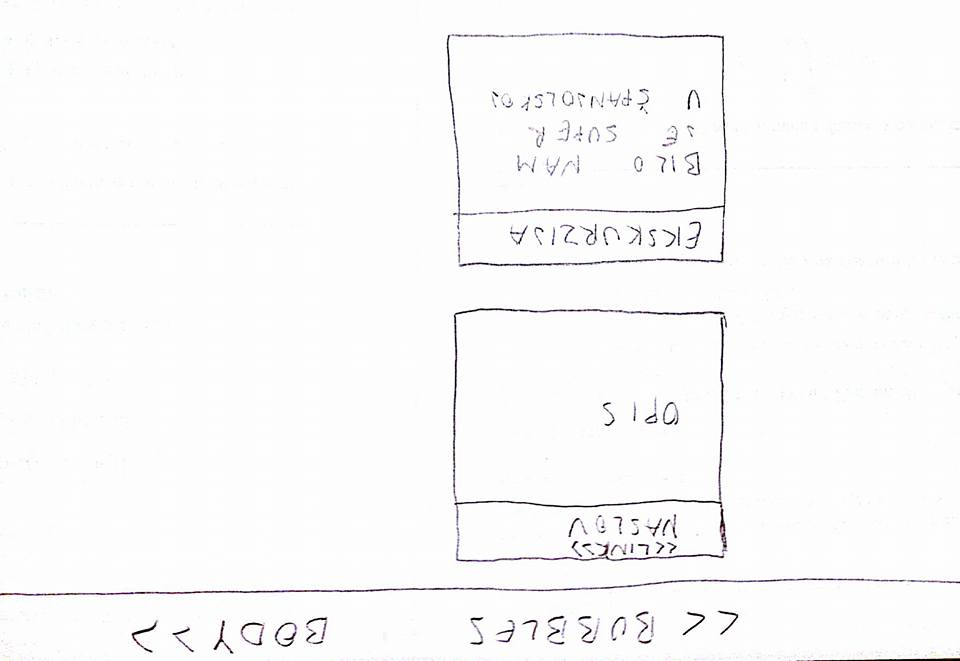 << BUBBLES BODY >>
<<LINK>>
NASLOV
OPIS
EKSKURZIJA
BILO NAM
JE SUPER
U ŠPANJOLSKOJ